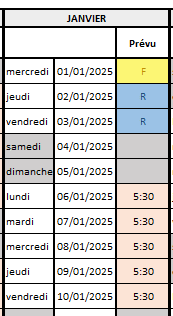 JANVIER
Prévu
mercredi 01/01/2025 F
jeudi 02/01/2025 R
vendredi 03/01/2025 R
samedi 04/01/2025
dimanche 05/01/2025
lundi 06/01/2025 5:30
mardi 07/01/2025 5:30
mercredi 08/01/2025 5:30
jeudi 09/01/2025 5:30
vendredi 10/01/2025 5:30